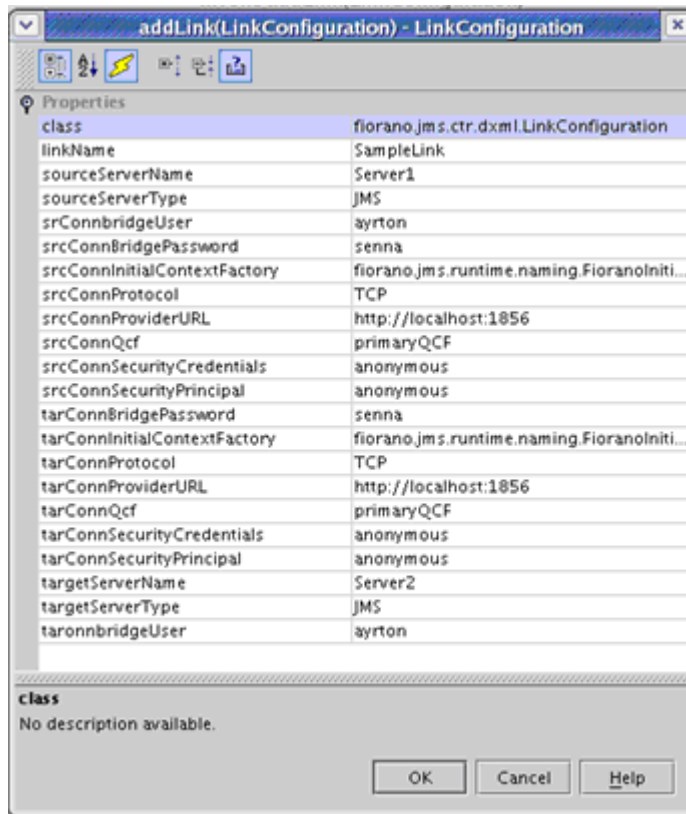 addLink(LinkConfiguration) - LinkConfiguration
Properties
class fiorano.jms.ctr.dxml.LinkConfiguration
linkName SampleLink
sourceServerName Server1
sourceServerType JMS
srConnbridgeUser ayrton
srcConnBridgePassword senna
srcConnInitialContextFactory fiorano.jms.runtime.naming.FioranoIniti...
srcConnProtocol TCP
srcConnProviderURL http://localhost:1856
srcConnQcf primaryQCF
srcConnSecurityCredentials anonymous
srcConnSecurityPrincipal anonymous
tarConnBridgePassword senna
tarConnInitialContextFactory fiorano.jms.runtime.naming.FioranoIniti...
tarConnProtocol TCP
tarConnProviderURL http://localhost:1856
tarConnQcf primaryQCF
tarConnSecurityCredentials anonymous
tarConnSecurityPrincipal anonymous
targetServerName Server2
targetServerType JMS
taronnbridgeUser ayrton
class
No description available.
OK Cancel Help